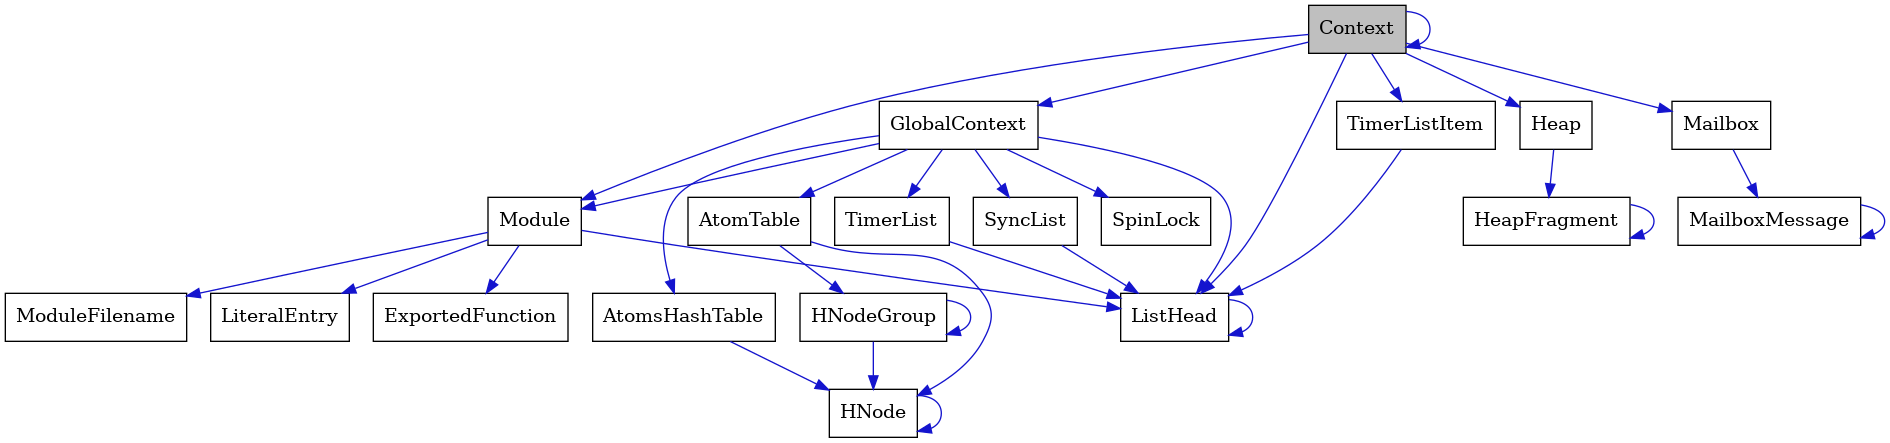 Context
GlobalContext
TimerListItem
Heap
Mailbox
Module
AtomTable
TimerList
SyncList
SpinLock
HeapFragment
MailboxMessage
ModuleFilename
LiteralEntry
ExportedFunction
AtomsHashTable
HNodeGroup
ListHead
HNode